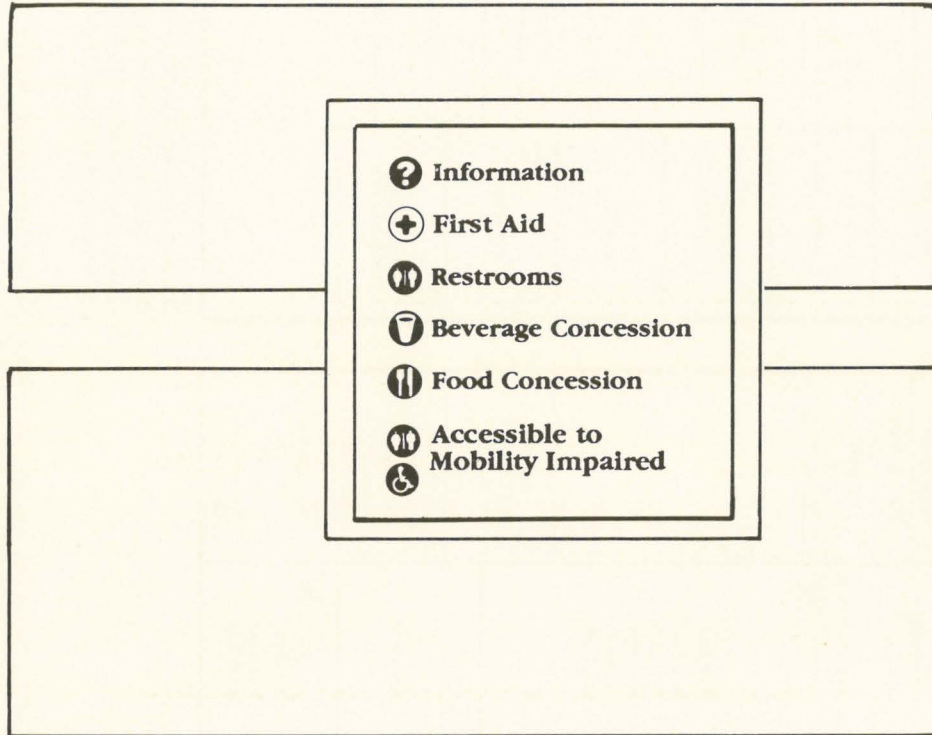 Information
First Aid
Restrooms
Beverage Concession
Food Concession
Accessible to
Mobility Impaired